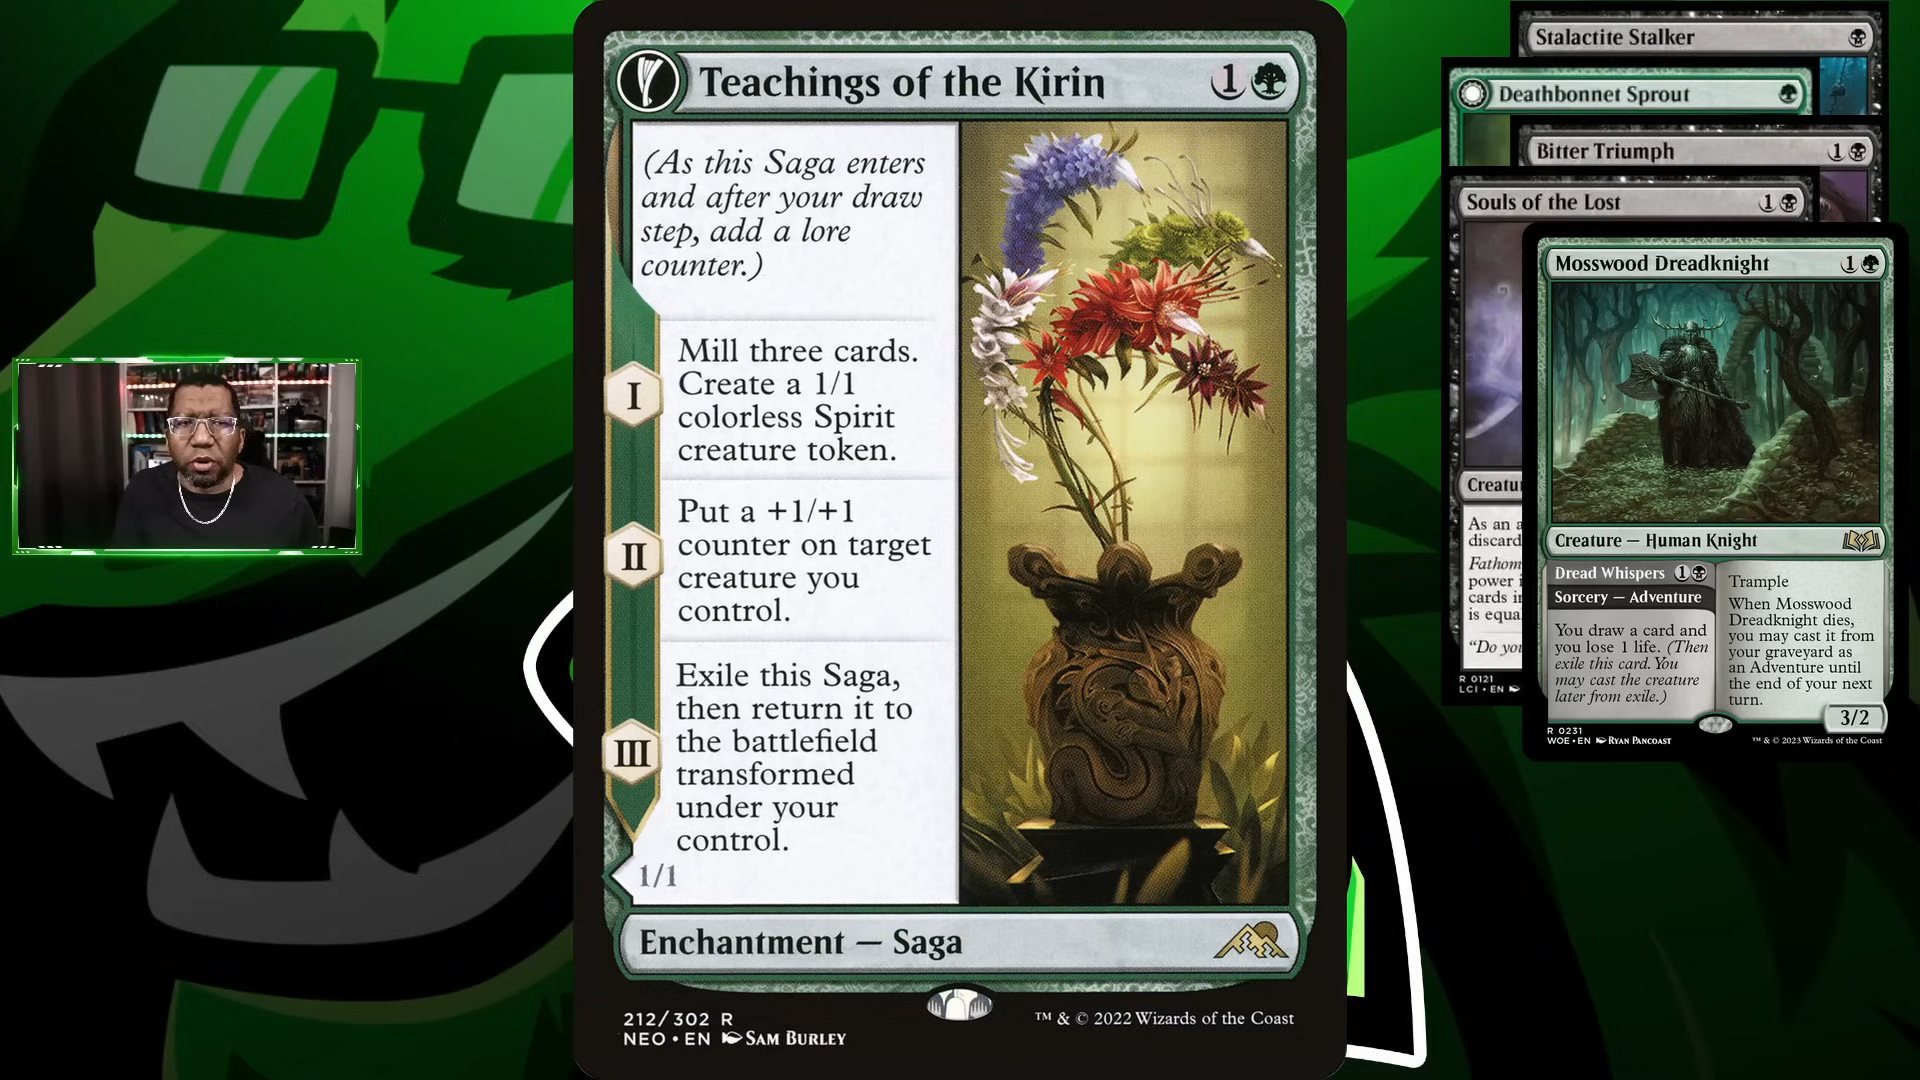 Teachings of the Kirin 1
(As this Saga enters
and after your draw
step, add a lore
counter.)
I
Mill three cards.
Create a 1/1
colorless Spirit
creature token.
II
Put a +1/+1
counter on target
creature you
control.
III
Exile this Saga,
then return it to
the battlefield
transformed
under your
control.
1/1
Enchantment — Saga
212/302 R
NEO • EN SAM BURLEY
™ & © 2022 Wizards of the Coast
Stalactite Stalker
Deathbonnet Sprout
Bitter Triumph 1
Souls of the Lost 1
Creatu
As an a
discard
Fathom
power i
cards in
is equa
"Do yo
R 0121
LCI • EN
Mosswood Dreadknight 1
Creature — Human Knight
Dread Whispers 1
Sorcery — Adventure
You draw a card and
you lose 1 life. (Then
exile this card. You
may cast the creature
later from exile.)
Trample
When Mosswood
Dreadknight dies,
you may cast it from
your graveyard as
an Adventure until
the end of your next
turn.
3/2
R 0231
WOE • EN RYAN PANCOAST
™ & © 2023 Wizards of the Coast